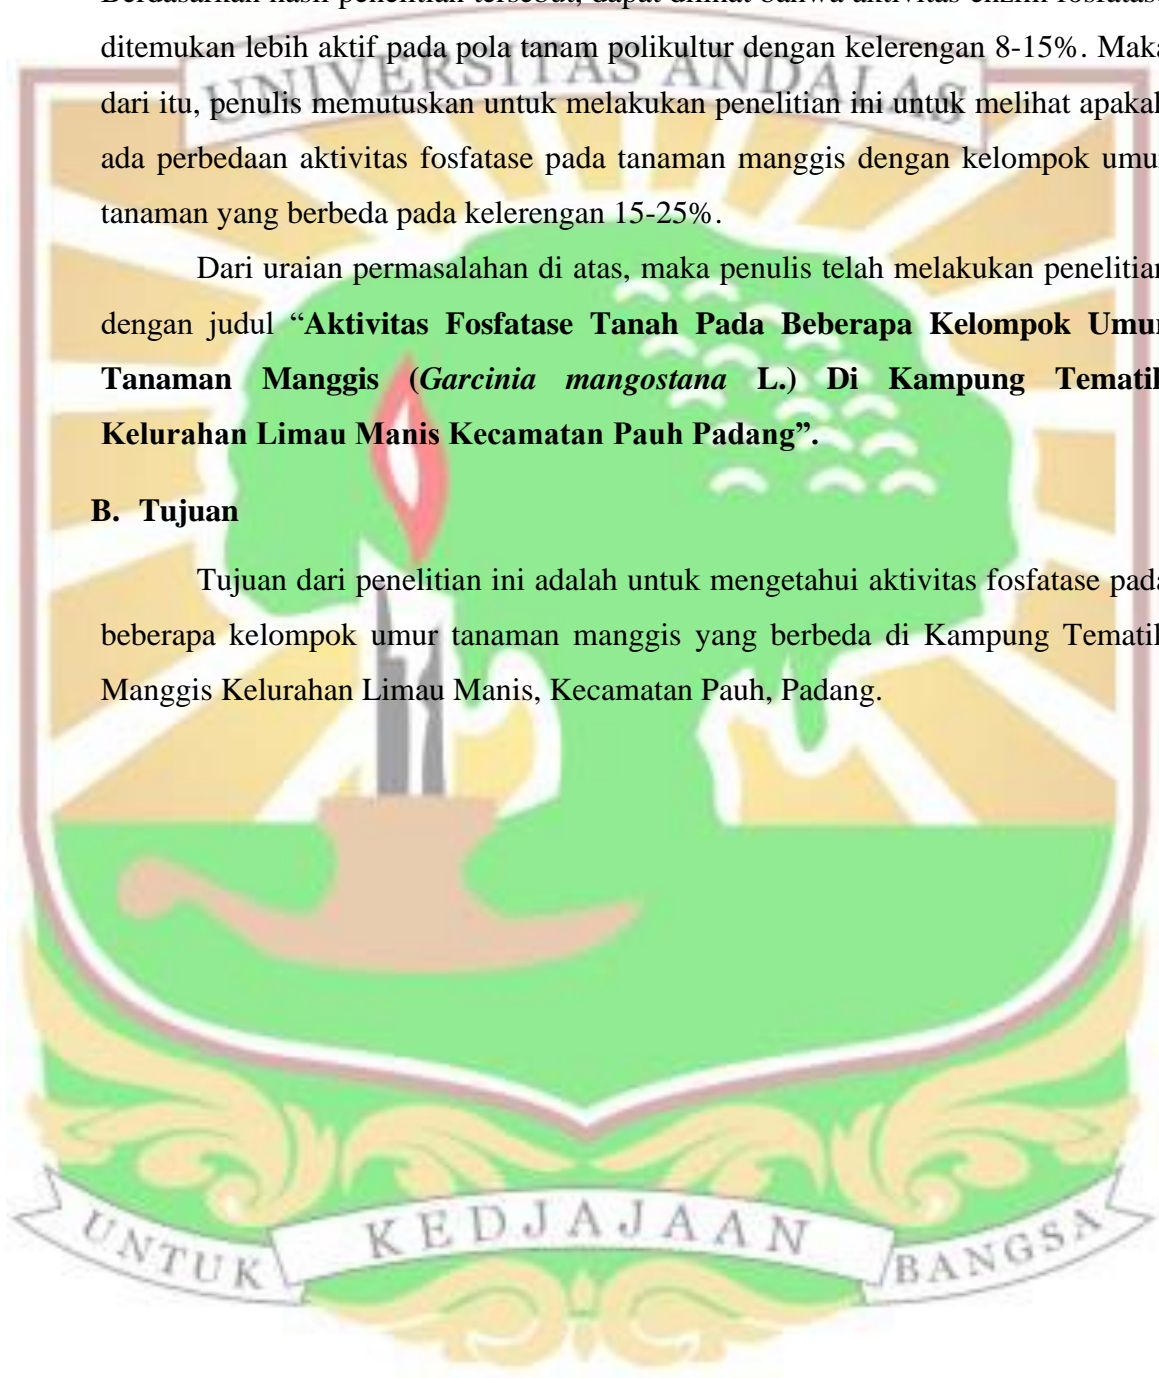 ditemukan lebih aktif pada pola tanam polikultur dengan kelerengan 8-15%. Maka
dari itu, penulis memutuskan untuk melakukan penelitian ini untuk melihat apakah
ada perbedaan aktivitas fosfatase pada tanaman manggis dengan kelompok umur
tanaman yang berbeda pada kelerengan 15-25%.
Dari uraian permasalahan di atas, maka penulis telah melakukan penelitian
dengan judul “Aktivitas Fosfatase Tanah Pada Beberapa Kelompok Umur
Tanaman Manggis (Garcinia mangostana L.) Di Kampung Tematik
Kelurahan Limau Manis Kecamatan Pauh Padang”.
B. Tujuan
Tujuan dari penelitian ini adalah untuk mengetahui aktivitas fosfatase pada
beberapa kelompok umur tanaman manggis yang berbeda di Kampung Tematik
Manggis Kelurahan Limau Manis, Kecamatan Pauh, Padang.
UNIVERSITAS ANDALAS
UNTUK KEDJAJAAN BANGSA